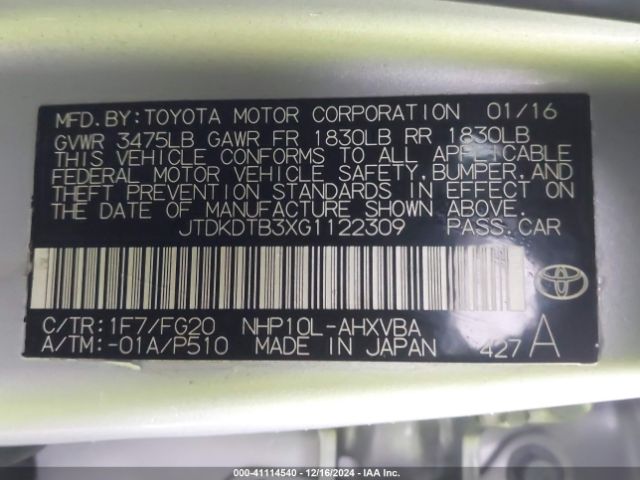 MFD.BY:TOYOTA MOTOR CORPORATION 01/16
GVWR 3475LB GAWR FR 1830LB RR 1830LB
THIS VEHICLE CONFORMS TO ALL APPLICABLE
FEDERAL MOTOR VEHICLE SAFETY,BUMPER,AND
THEFT PREVENTION STANDARDS IN EFFECT ON
THE DATE OF MANUFACTURE SHOWN ABOVE.
JTDKDTB3XG1122309 PASS.CAR
C/TR:1F7/FG20 NHP10L-AHXVBA
A/TM:-01A/P510 MADE IN JAPAN 427 A
000-41114540 - 12/16/2024 - IAAI, Inc.